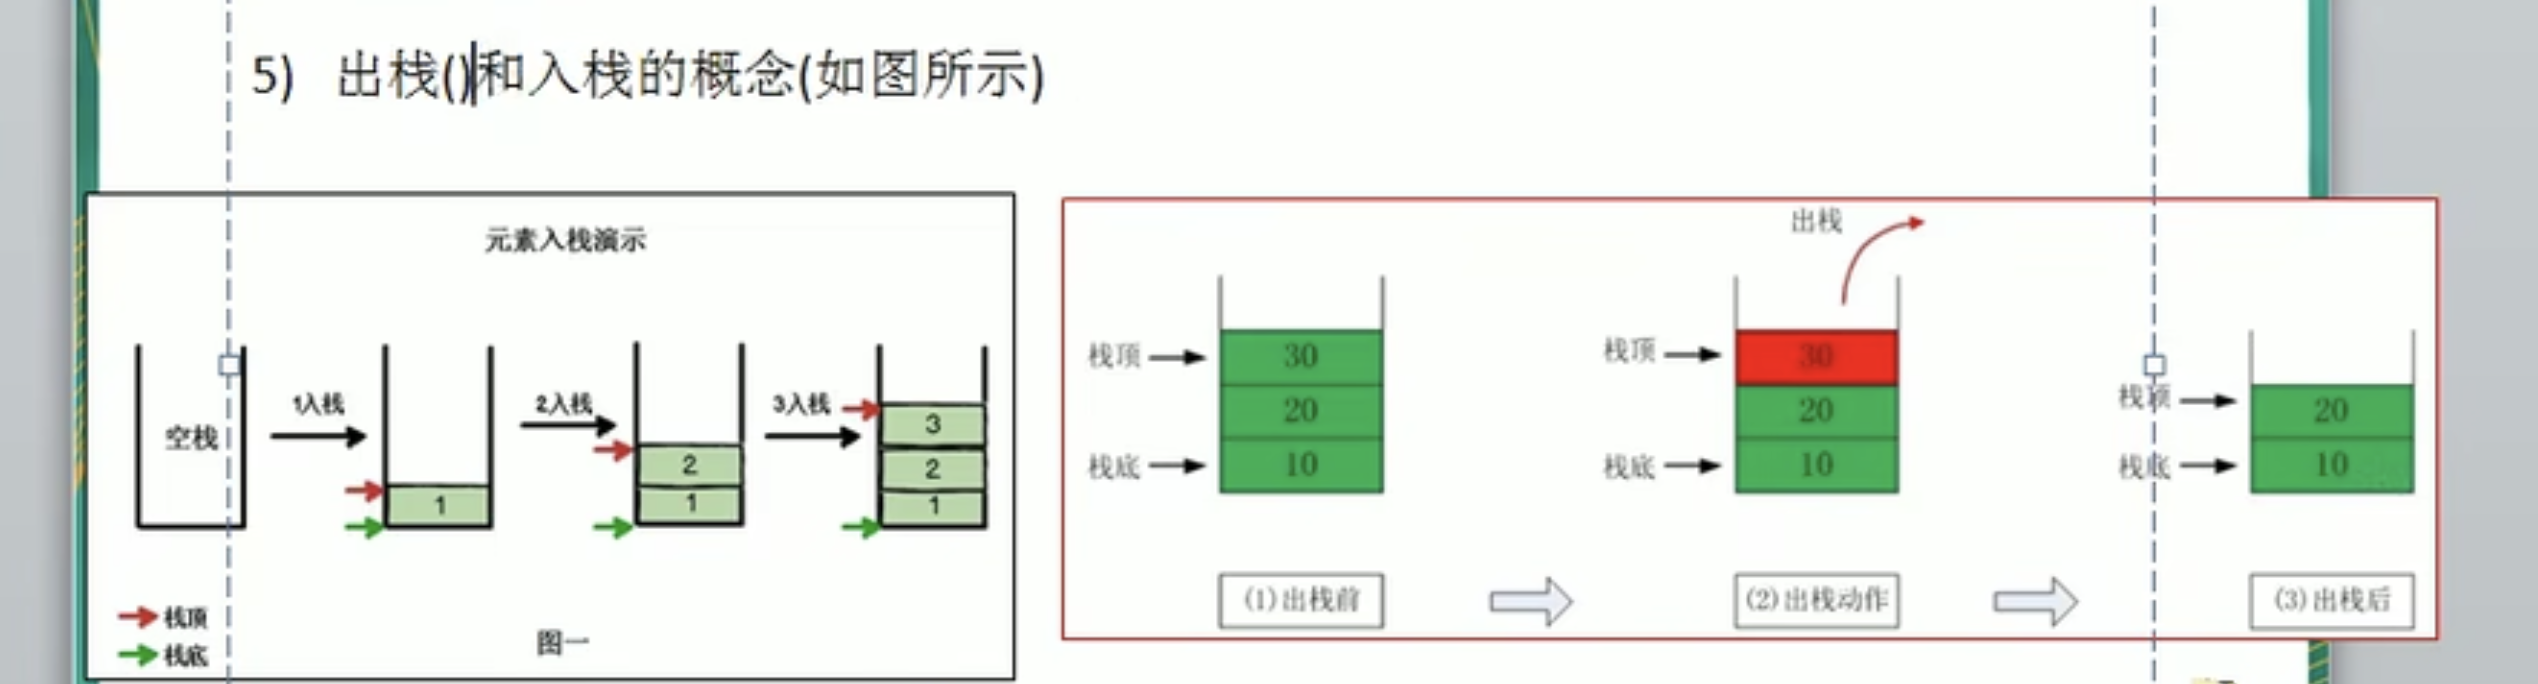 5) 出栈()和入栈的概念(如图所示)
元素入栈演示
空栈
1入栈
1
2入栈
2
1
3入栈
3
2
1
栈顶
栈底
图一
出栈
栈顶
30
20
栈底
10
(1)出栈前
栈顶
30
20
栈底
10
(2)出栈动作
栈顶
20
栈底
10
(3)出栈后